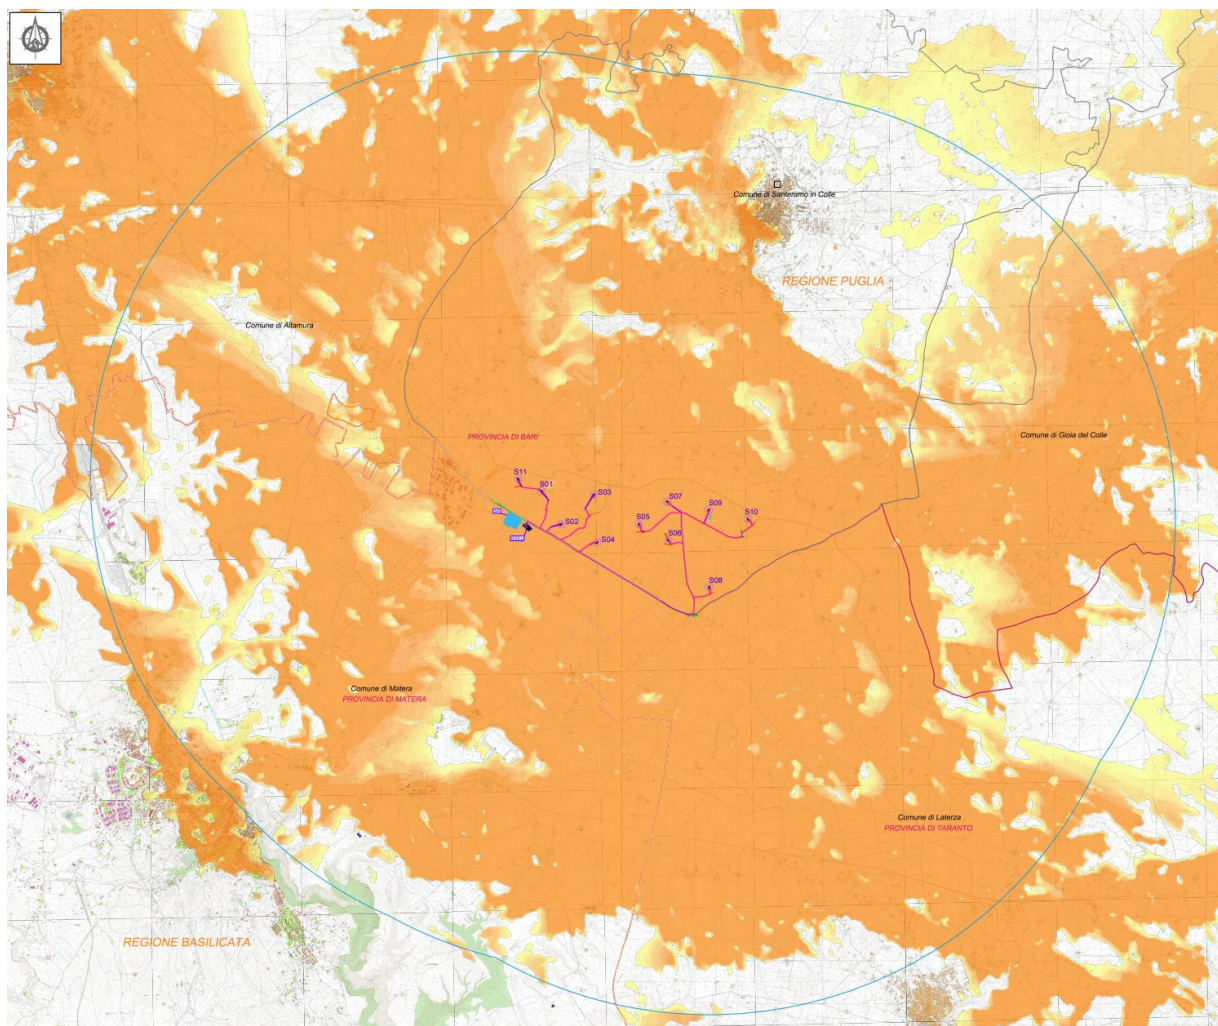 Comune di Santeramo in Colle
REGIONE PUGLIA
Comune di Altamura
PROVINCIA DI BARI
Comune di Gioia del Colle
S11
S01
S03
S07
S09
S10
S05
S02
S06
S04
S08
Comune di Matera
PROVINCIA DI MATERA
Comune di Laterza
PROVINCIA DI TARANTO
REGIONE BASILICATA